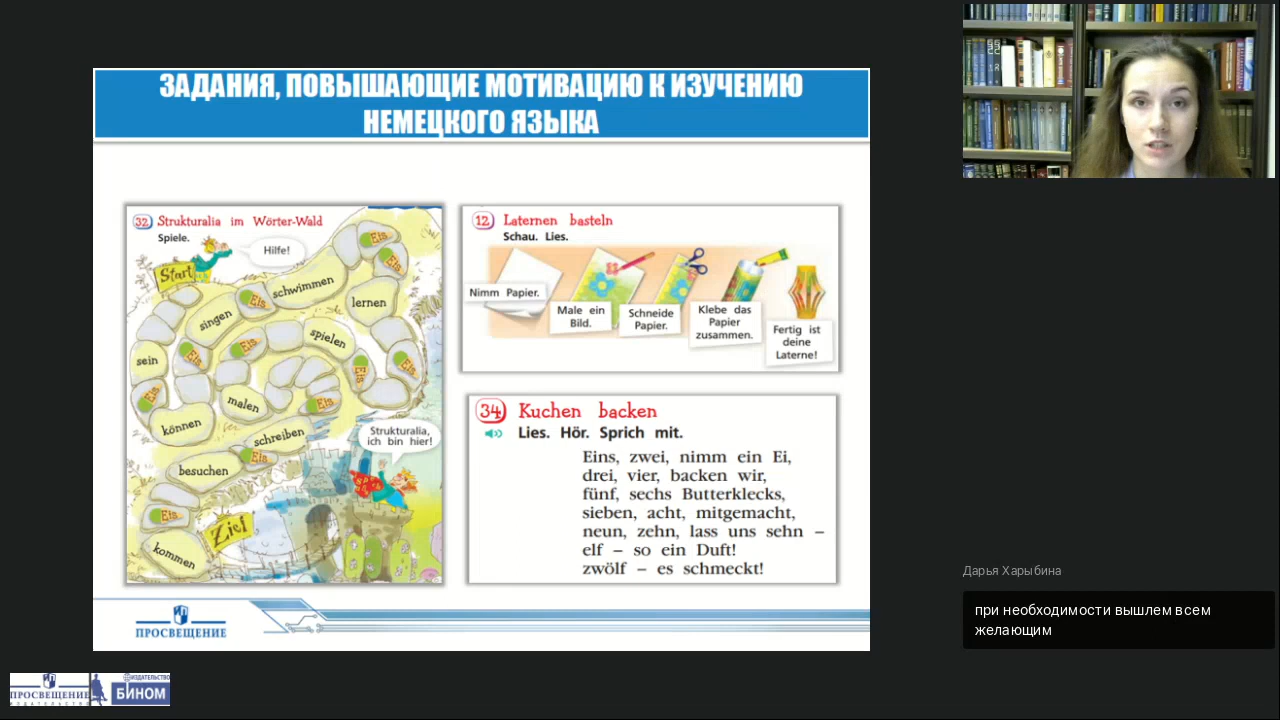 ЗАДАНИЯ, ПОВЫШАЮЩИЕ МОТИВАЦИЮ К ИЗУЧЕНИЮ
НЕМЕЦКОГО ЯЗЫКА
32 Strukturalia im Wörter-Wald
Spiele.
Hilfe!
Start
Eis
Eis
schwimmen
Eis
lernen
singen
spielen
Eis
Eis
sein
Eis
Eis
Eis
malen
Eis
können
schreiben
Strukturalia,
ich bin hier!
Eis
besuchen
Eis
Ziel
kommen
12 Laternen basteln
Schau. Lies.
Nimm Papier.
Male ein
Bild.
Schneide
Papier.
Klebe das
Papier
zusammen.
Fertig ist
deine
Laterne!
34 Kuchen backen
Lies. Hör. Sprich mit.
Eins, zwei, nimm ein Ei,
drei, vier, backen wir,
fünf, sechs Butterklecks,
sieben, acht, mitgemacht,
neun, zehn, lass uns sehn –
elf – so ein Duft!
zwölf – es schmeckt!
ПРОСВЕЩЕНИЕ
Дарья Харыбина
при необходимости вышлем всем
желающим
ПРОСВЕЩЕНИЕ
ИЗДАТЕЛЬСТВО
ИЗДАТЕЛЬСТВО
БИНОМ